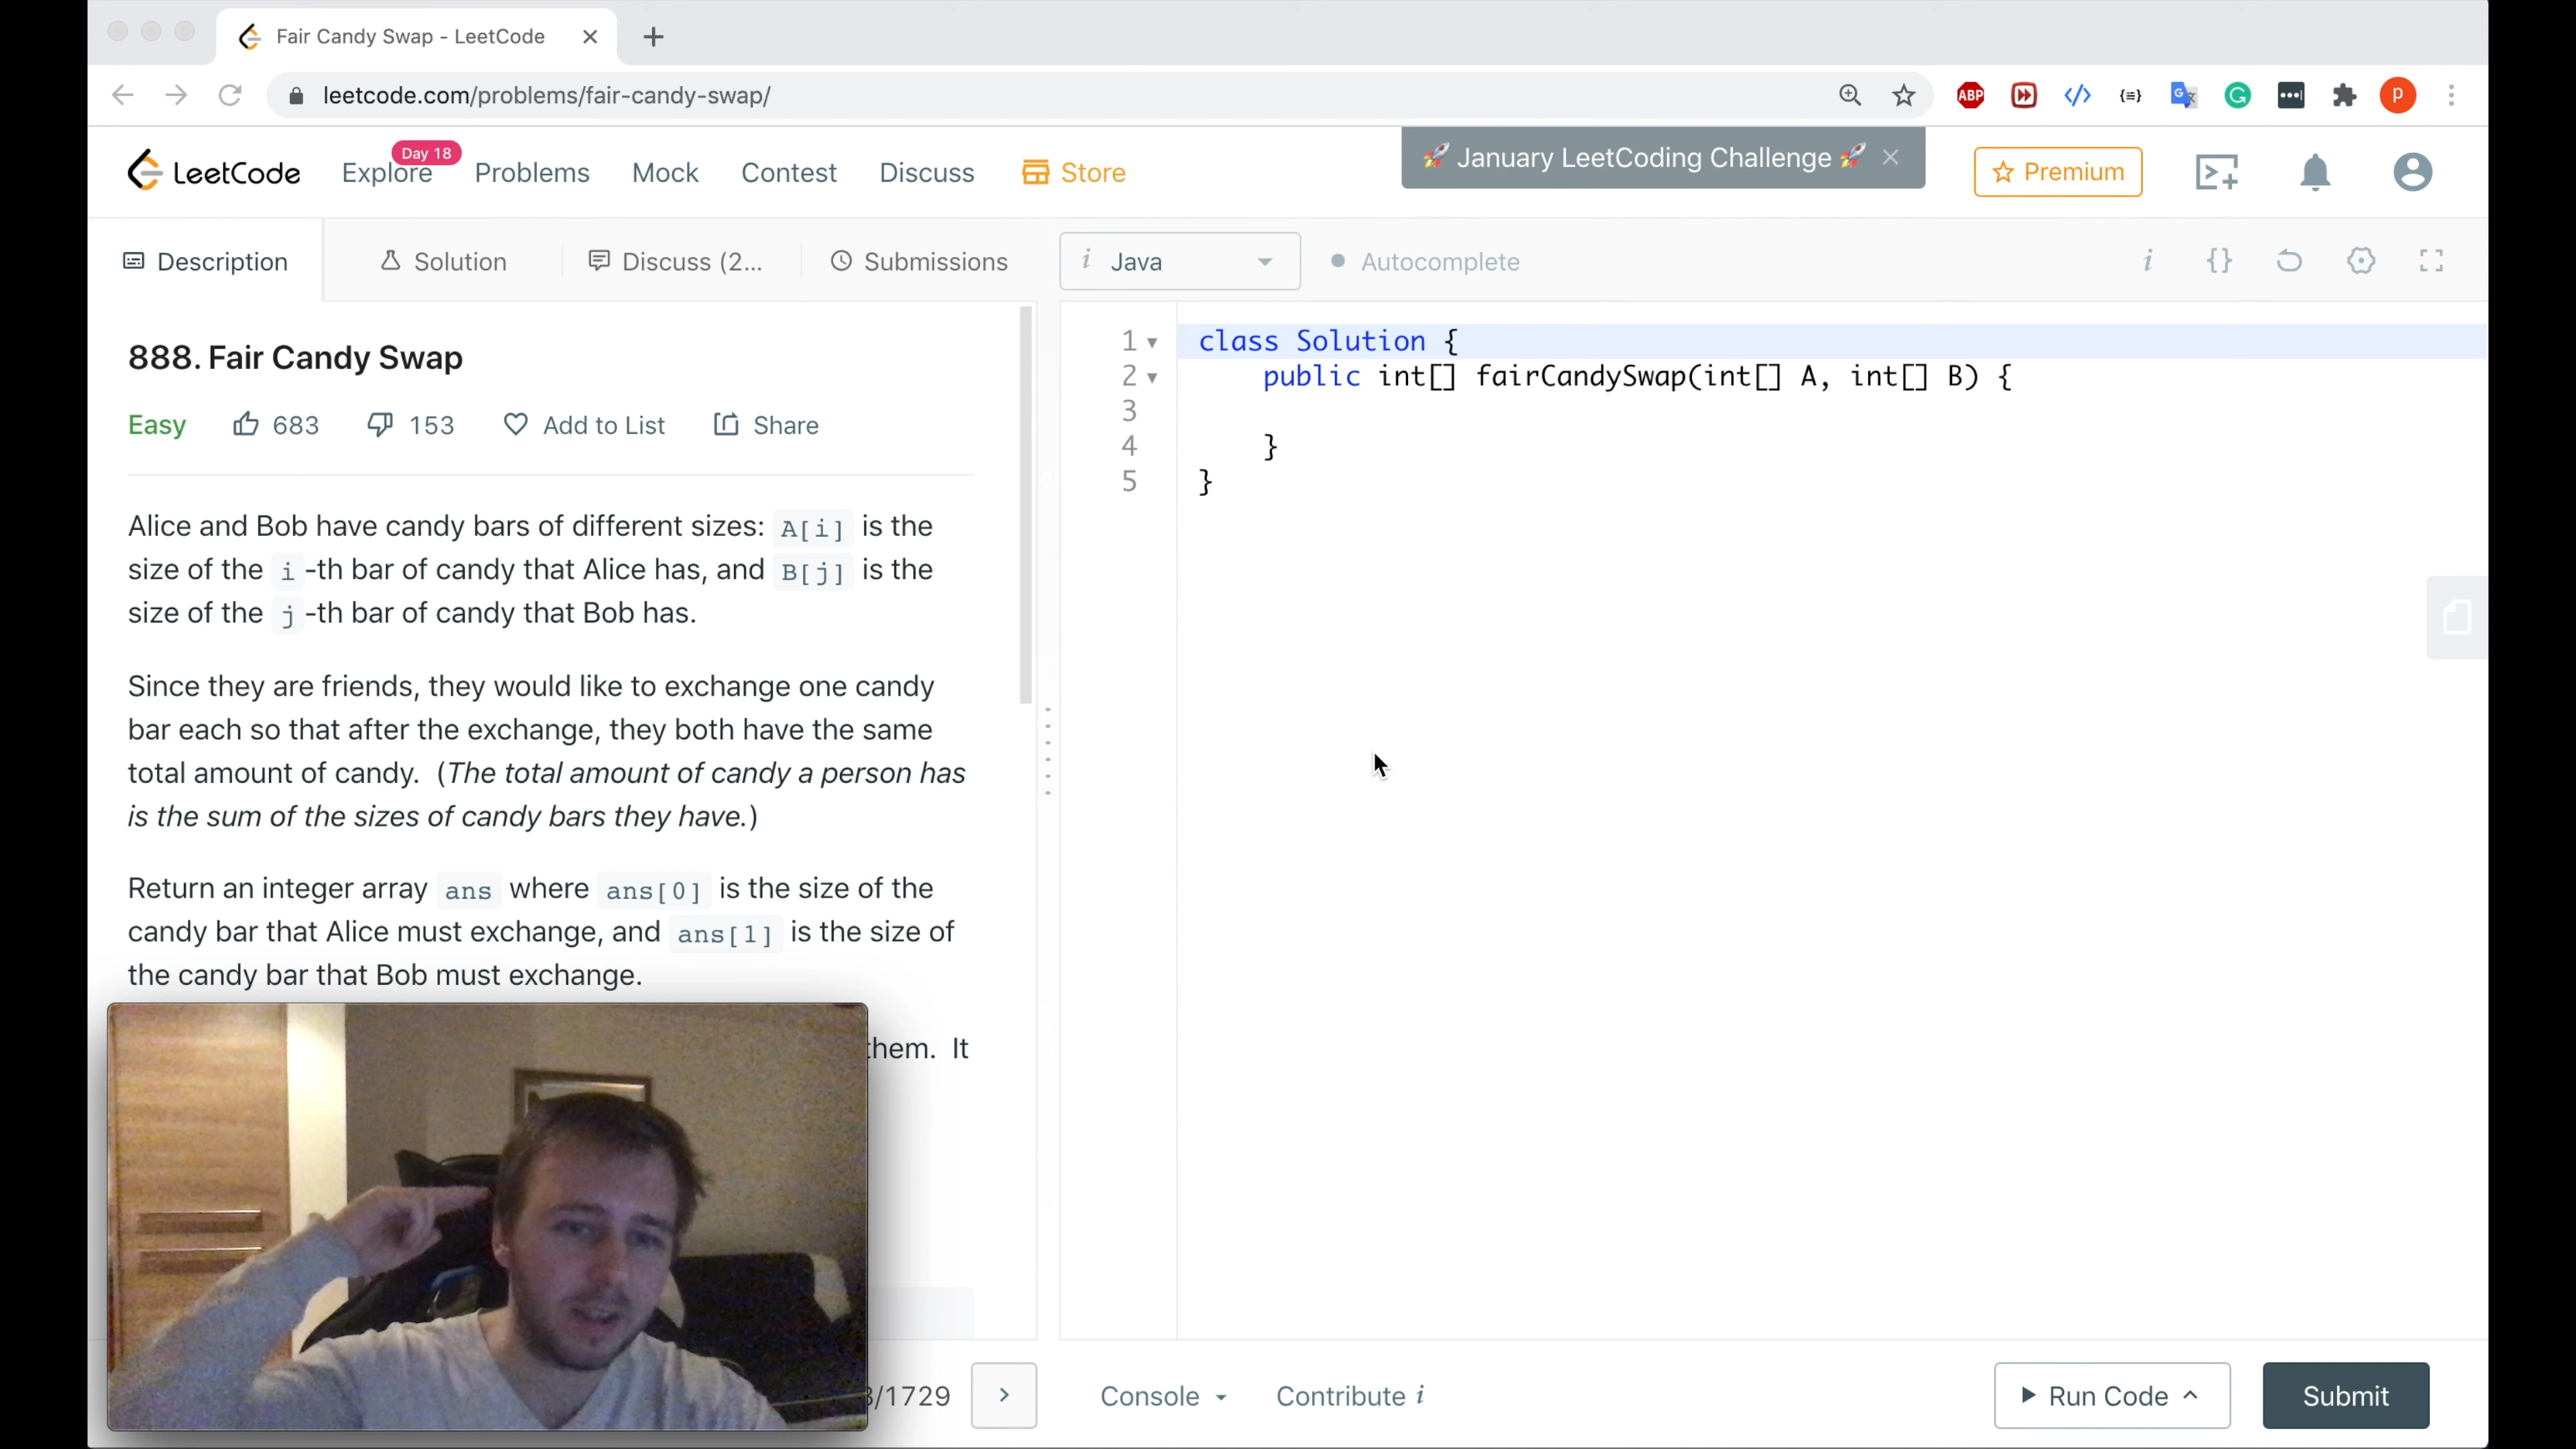 Fair Candy Swap - LeetCode
leetcode.com/problems/fair-candy-swap/
ABP
P
LeetCode
Explore
Day 18
Problems
Mock
Contest
Discuss
Store
🚀 January LeetCoding Challenge 🚀
Premium
Description
Solution
Discuss (2...
Submissions
i Java
Autocomplete
i {}
888. Fair Candy Swap
Easy 683 153 Add to List Share
Alice and Bob have candy bars of different sizes: A[i] is the
size of the i -th bar of candy that Alice has, and B[j] is the
size of the j -th bar of candy that Bob has.
Since they are friends, they would like to exchange one candy
bar each so that after the exchange, they both have the same
total amount of candy. (The total amount of candy a person has
is the sum of the sizes of candy bars they have.)
Return an integer array ans where ans[0] is the size of the
candy bar that Alice must exchange, and ans[1] is the size of
the candy bar that Bob must exchange.
them. It
/1729
1 class Solution {
2 public int[] fairCandySwap(int[] A, int[] B) {
3
4 }
5 }
Console
Contribute i
Run Code
Submit